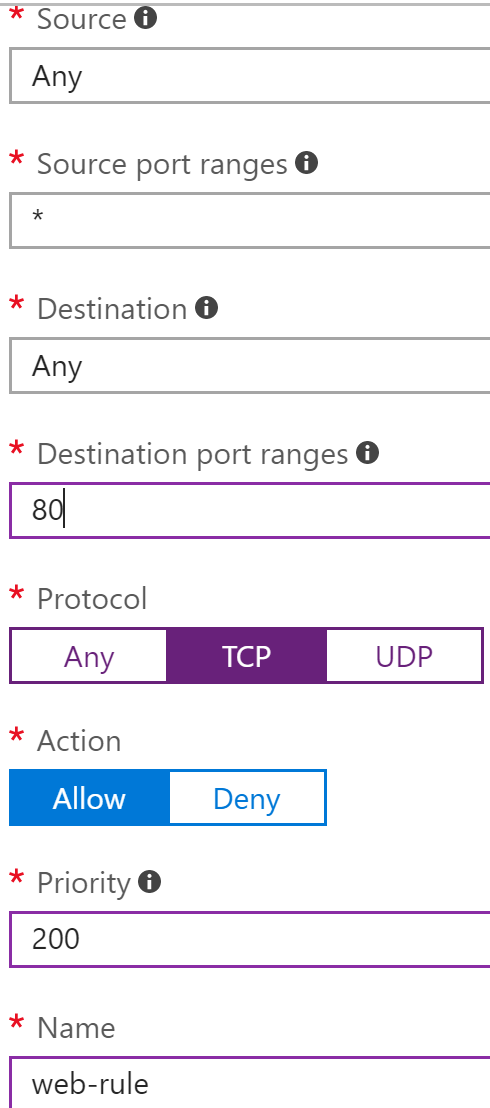 * Source
Any
* Source port ranges
*
* Destination
Any
* Destination port ranges
80
* Protocol
Any TCP UDP
* Action
Allow Deny
* Priority
200
* Name
web-rule